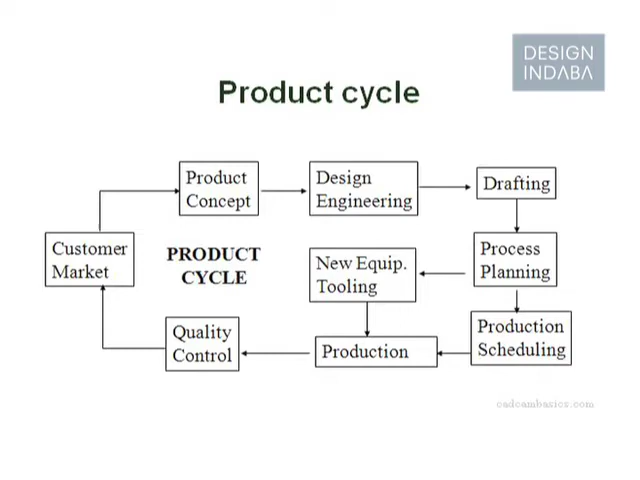 DESIGN
INDABA
Product cycle
Product
Concept
Design
Engineering
Drafting
Customer
Market
PRODUCT
CYCLE
New Equip.
Tooling
Process
Planning
Quality
Control
Production
Production
Scheduling
cadcambasics.com